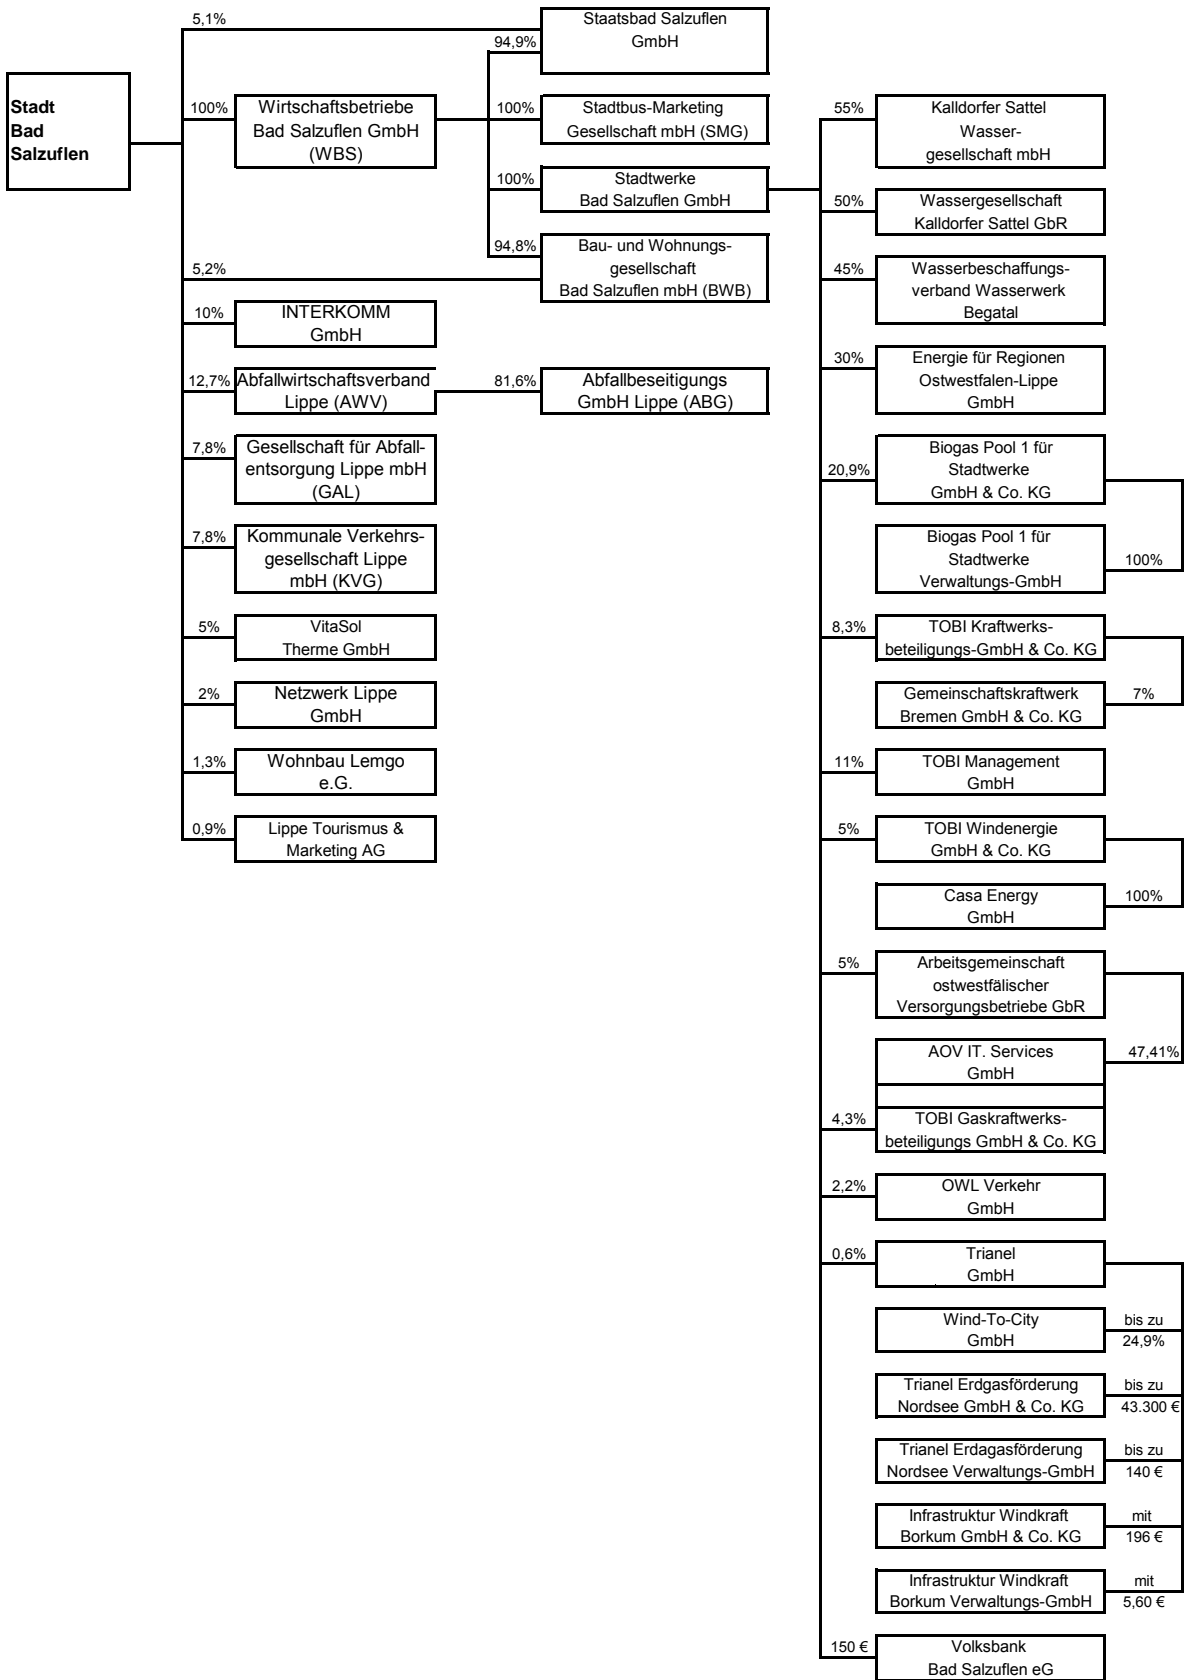 Stadt
Bad
Salzuflen
5,1%
100%
Wirtschaftsbetriebe
Bad Salzuflen GmbH
(WBS)
5,2%
10%
INTERKOMM
GmbH
12,7%
Abfallwirtschaftsverband
Lippe (AWV)
7,8%
Gesellschaft für Abfall-
entsorgung Lippe mbH
(GAL)
7,8%
Kommunale Verkehrs-
gesellschaft Lippe
mbH (KVG)
5%
VitaSol
Therme GmbH
2%
Netzwerk Lippe
GmbH
1,3%
Wohnbau Lemgo
e.G.
0,9%
Lippe Tourismus &
Marketing AG
Staatsbad Salzuflen
GmbH
94,9%
100%
Stadtbus-Marketing
Gesellschaft mbH (SMG)
100%
Stadtwerke
Bad Salzuflen GmbH
94,8%
Bau- und Wohnungs-
gesellschaft
Bad Salzuflen mbH (BWB)
81,6%
Abfallbeseitigungs
GmbH Lippe (ABG)
55%
Kalldorfer Sattel
Wasser-
gesellschaft mbH
50%
Wassergesellschaft
Kalldorfer Sattel GbR
45%
Wasserbeschaffungs-
verband Wasserwerk
Begatal
30%
Energie für Regionen
Ostwestfalen-Lippe
GmbH
20,9%
Biogas Pool 1 für
Stadtwerke
GmbH & Co. KG
Biogas Pool 1 für
Stadtwerke
Verwaltungs-GmbH
100%
8,3%
TOBI Kraftwerks-
beteiligungs-GmbH & Co. KG
Gemeinschaftskraftwerk
Bremen GmbH & Co. KG
7%
11%
TOBI Management
GmbH
5%
TOBI Windenergie
GmbH & Co. KG
Casa Energy
GmbH
100%
5%
Arbeitsgemeinschaft
ostwestfälischer
Versorgungsbetriebe GbR
AOV IT. Services
GmbH
47,41%
4,3%
TOBI Gaskraftwerks-
beteiligungs GmbH & Co. KG
2,2%
OWL Verkehr
GmbH
0,6%
Trianel
GmbH
Wind-To-City
GmbH
bis zu
24,9%
Trianel Erdgasförderung
Nordsee GmbH & Co. KG
bis zu
43.300 €
Trianel Erdagasförderung
Nordsee Verwaltungs-GmbH
bis zu
140 €
Infrastruktur Windkraft
Borkum GmbH & Co. KG
mit
196 €
Infrastruktur Windkraft
Borkum Verwaltungs-GmbH
mit
5,60 €
150 €
Volksbank
Bad Salzuflen eG